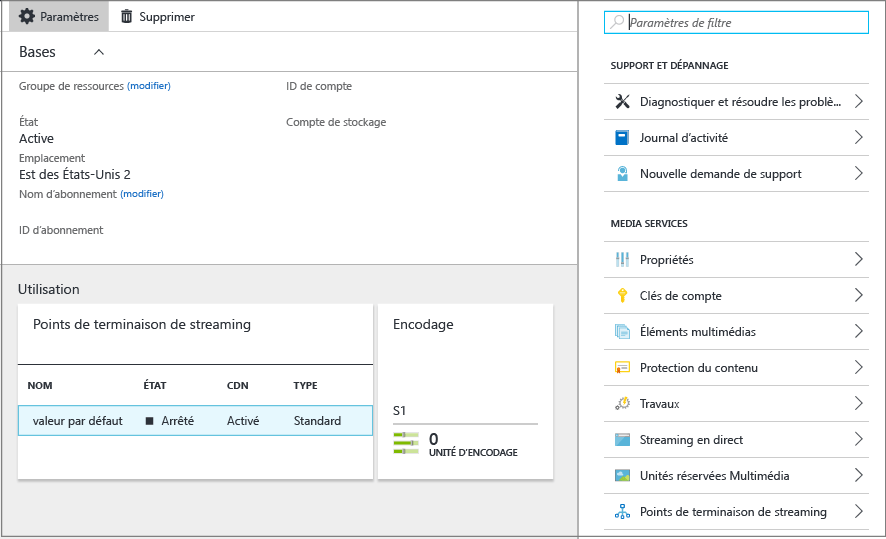 Paramètres
Supprimer
Bases
Groupe de ressources (modifier)
ID de compte
État
Active
Compte de stockage
Emplacement
Est des États-Unis 2
Nom d'abonnement (modifier)
ID d'abonnement
Utilisation
Points de terminaison de streaming
NOM ÉTAT CDN TYPE
valeur par défaut Arrêté Activé Standard
Encodage
S1
0
UNITÉ D'ENCODAGE
Paramètres de filtre
SUPPORT ET DÉPANNAGE
Diagnostiquer et résoudre les problè...
Journal d'activité
Nouvelle demande de support
MEDIA SERVICES
Propriétés
Clés de compte
Éléments multimédias
Protection du contenu
Travaux
Streaming en direct
Unités réservées Multimédia
Points de terminaison de streaming